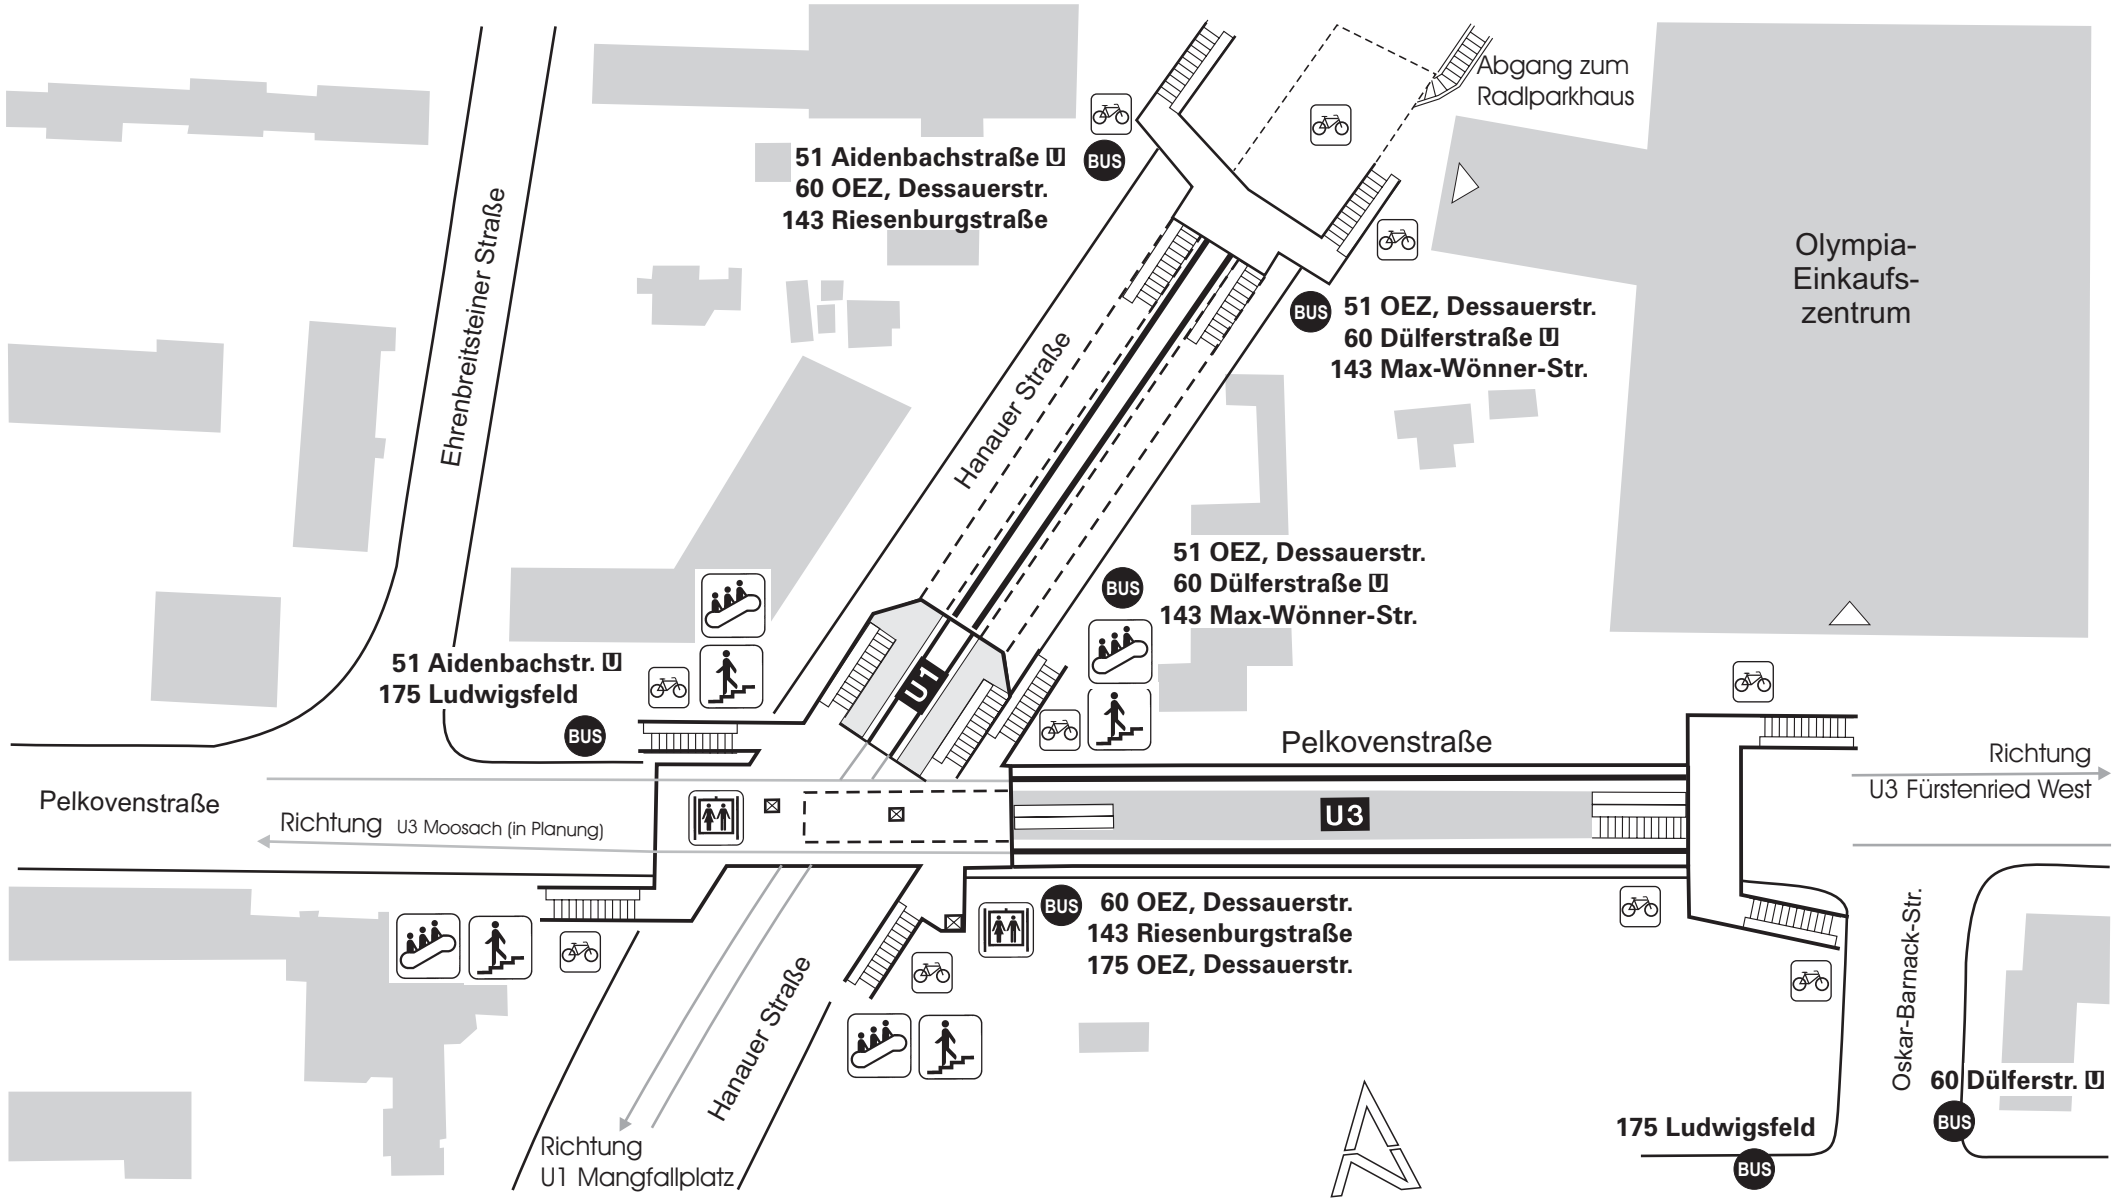 Abgang zum
Radlparkhaus
51 Aidenbachstraße U
60 OEZ, Dessauerstr.
143 Riesenburgstraße
BUS
Olympia-
Einkaufs-
zentrum
BUS
51 OEZ, Dessauerstr.
60 Dülferstraße U
143 Max-Wönner-Str.
Ehrenbreitsteiner Straße
Hanauer Straße
BUS
51 OEZ, Dessauerstr.
60 Dülferstraße U
143 Max-Wönner-Str.
51 Aidenbachstr. U
175 Ludwigsfeld
BUS
U1
Pelkovenstraße
Richtung
U3 Fürstenried West
Pelkovenstraße
Richtung U3 Moosach (in Planung)
U3
BUS
60 OEZ, Dessauerstr.
143 Riesenburgstraße
175 OEZ, Dessauerstr.
Hanauer Straße
Oskar-Barnack-Str.
60 Dülferstr. U
BUS
175 Ludwigsfeld
BUS
Richtung
U1 Mangfallplatz